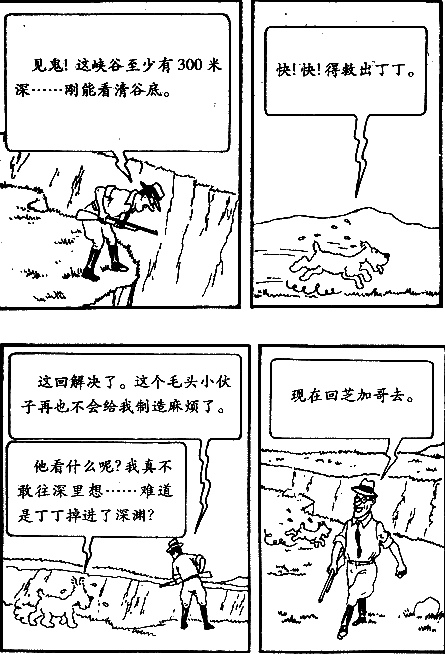 见鬼!这峡谷至少有300米
深……刚能看清谷底。
快!快!得救出丁丁。
这回解决了。这个毛头小伙
子再也不会给我制造麻烦了。
他看什么呢?我真不
敢往深里想……难道
是丁丁掉进了深渊?
现在回芝加哥去。